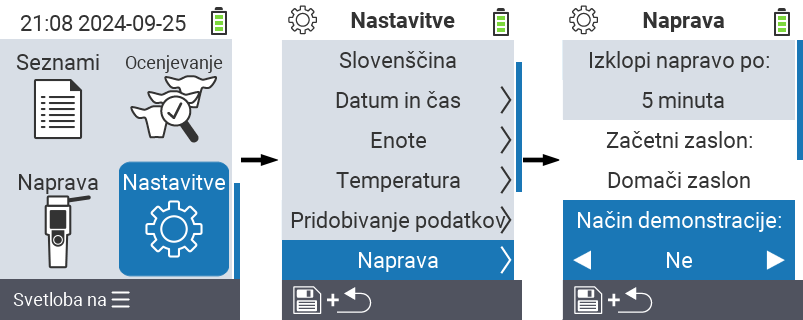 21:08 2024-09-25
Seznami
Ocenjevanje
Naprava
Nastavitve
Svetloba na
Nastavitve
Slovenščina
Datum in čas
Enote
Temperatura
Pridobivanje podatkov
Naprava
Naprava
Izklopi napravo po:
5 minuta
Začetni zaslon:
Domači zaslon
Način demonstracije:
Ne